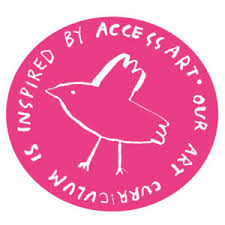 OUR ART CURRICULUM IS INSPIRED BY ACCESSART •